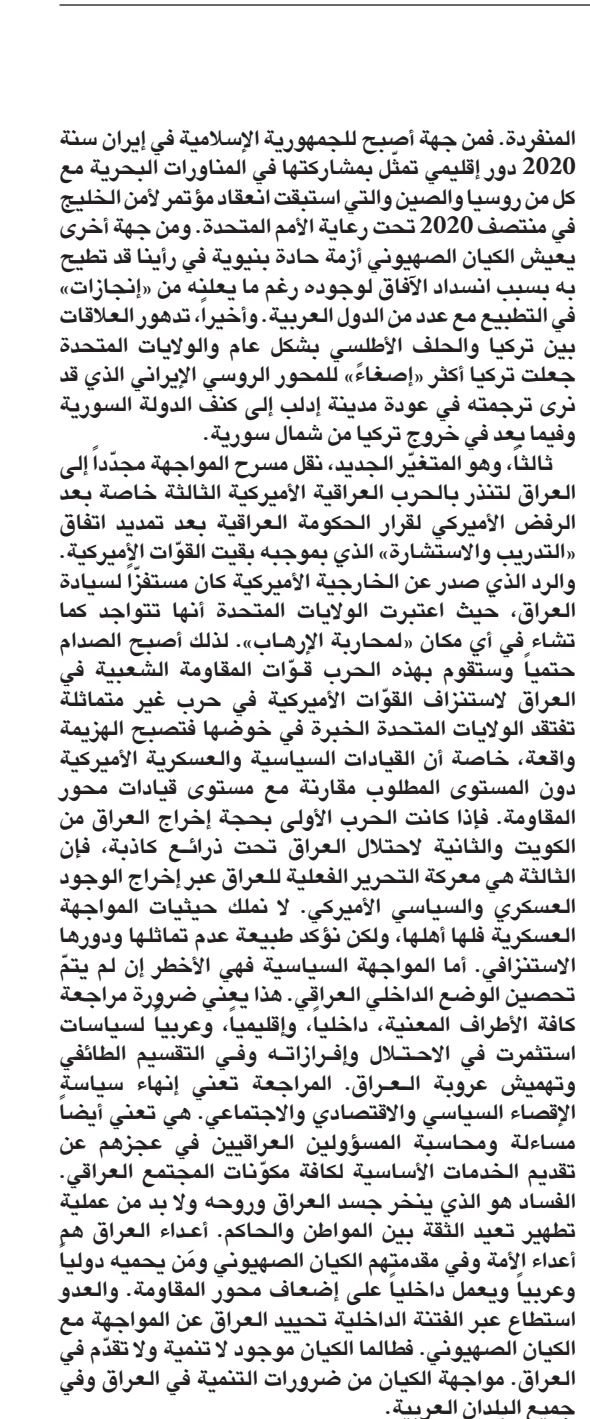 المنفردة. فمن جهة أصبح للجمهورية الإسلامية في إيران سنة
2020 دور إقليمي تمثّل بمشاركتها في المناورات البحرية مع
كل من روسيا والصين والتي استبقت انعقاد مؤتمر لأمن الخليج
في منتصف 2020 تحت رعاية الأمم المتحدة. ومن جهة أخرى
يعيش الكيان الصهيوني أزمة حادة بنيوية في رأينا قد تطيح
به بسبب انسداد الآفاق لوجوده رغم ما يعلنه من «إنجازات»
في التطبيع مع عدد من الدول العربية. وأخيراً، تدهور العلاقات
بين تركيا والحلف الأطلسي بشكل عام والولايات المتحدة
جعلت تركيا أكثر «إصغاءً» للمحور الروسي الإيراني الذي قد
نرى ترجمته في عودة مدينة إدلب إلى كنف الدولة السورية
وفيما بعد في خروج تركيا من شمال سورية.
ثالثاً، وهو المتغيّر الجديد، نقل مسرح المواجهة مجدّداً إلى
العراق لتنذر بالحرب العراقية الأميركية الثالثة خاصة بعد
الرفض الأميركي لقرار الحكومة العراقية بعد تمديد اتفاق
«التدريب والاستشارة» الذي بموجبه بقيت القوّات الأميركية.
والرد الذي صدر عن الخارجية الأميركية كان مستفزّاً لسيادة
العراق، حيث اعتبرت الولايات المتحدة أنها تتواجد كما
تشاء في أي مكان «لمحاربة الإرهاب». لذلك أصبح الصدام
حتمياً وستقوم بهذه الحرب قوّات المقاومة الشعبية في
العراق لاستنزاف القوّات الأميركية في حرب غير متماثلة
تفتقد الولايات المتحدة الخبرة في خوضها فتصبح الهزيمة
واقعة، خاصة أن القيادات السياسية والعسكرية الأميركية
دون المستوى المطلوب مقارنة مع مستوى قيادات محور
المقاومة. فإذا كانت الحرب الأولى بحجة إخراج العراق من
الكويت والثانية لاحتلال العراق تحت ذرائع كاذبة، فإن
الثالثة هي معركة التحرير الفعلية للعراق عبر إخراج الوجود
العسكري والسياسي الأميركي. لا نملك حيثيات المواجهة
العسكرية فلها أهلها، ولكن نؤكد طبيعة عدم تماثلها ودورها
الاستنزافي. أما المواجهة السياسية فهي الأخطر إن لم يتمّ
تحصين الوضع الداخلي العراقي. هذا يعني ضرورة مراجعة
كافة الأطراف المعنية، داخلياً، وإقليمياً، وعربياً لسياسات
استثمرت في الاحتلال وإفرازاته وفي التقسيم الطائفي
وتهميش عروبة العراق. المراجعة تعني إنهاء سياسة
الإقصاء السياسي والاقتصادي والاجتماعي. هي تعني أيضاً
مساءلة ومحاسبة المسؤولين العراقيين في عجزهم عن
تقديم الخدمات الأساسية لكافة مكوّنات المجتمع العراقي.
الفساد هو الذي ينخر جسد العراق وروحه ولا بد من عملية
تطهير تعيد الثقة بين المواطن والحاكم. أعداء العراق هم
أعداء الأمة وفي مقدمتهم الكيان الصهيوني ومَن يحميه دولياً
وعربياً ويعمل داخلياً على إضعاف محور المقاومة. والعدو
استطاع عبر الفتنة الداخلية تحييد العراق عن المواجهة مع
الكيان الصهيوني. فطالما الكيان موجود لا تنمية ولا تقدّم في
العراق. مواجهة الكيان من ضرورات التنمية في العراق وفي
جميع البلدان العربية.